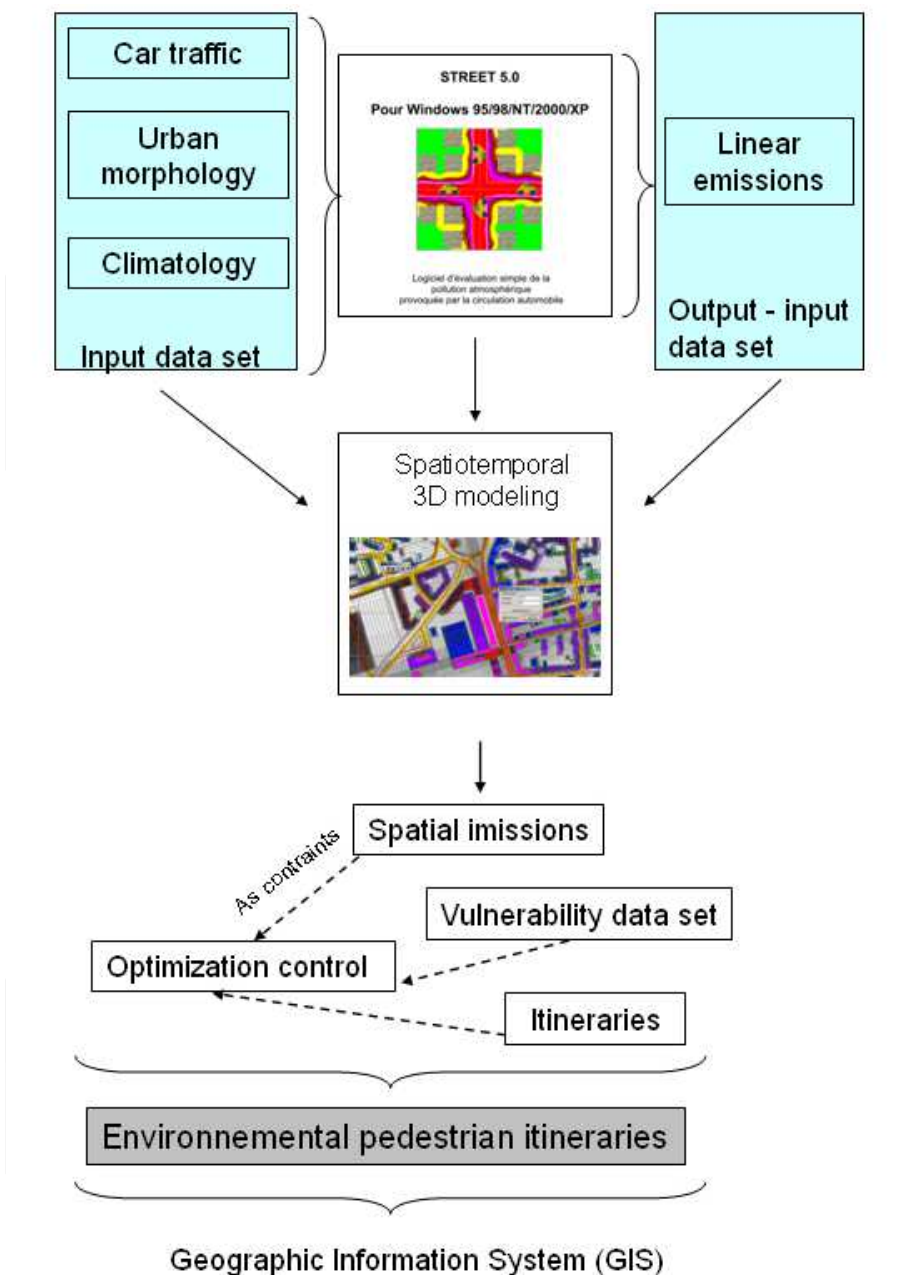 Car traffic
Urban
morphology
Climatology
Input data set
STREET 5.0
Pour Windows 95/98/NT/2000/XP
Logiciel d'évaluation simple de la
pollution atmosphérique
provoquée par la circulation automobile
Linear
emissions
Output - input
data set
Spatiotemporal
3D modeling
Spatial imissions
As contraints
Vulnerability data set
Optimization control
Itineraries
Environnemental pedestrian itineraries
Geographic Information System (GIS)